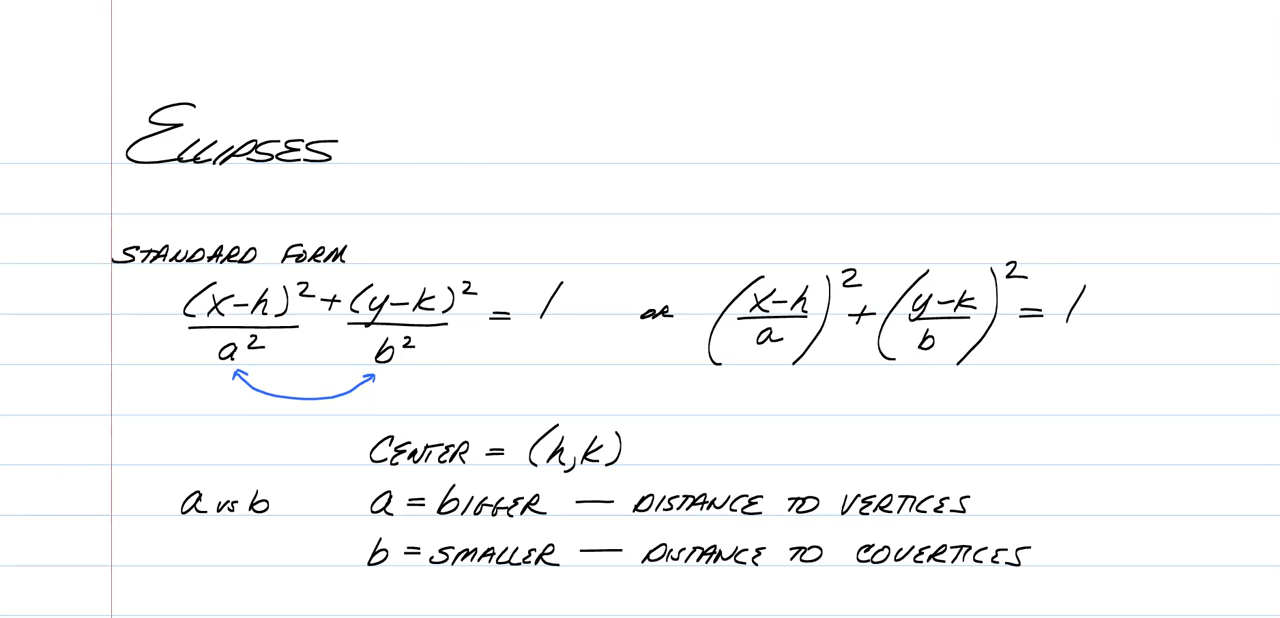 ELLIPSES
STANDARD FORM
(x-h)²/a² + (y-k)²/b² = 1 or ((x-h)/a)² + ((y-k)/b)² = 1
CENTER = (h,k)
a vs b a = BIGGER — DISTANCE TO VERTICES
b = SMALLER — DISTANCE TO COVERTICES